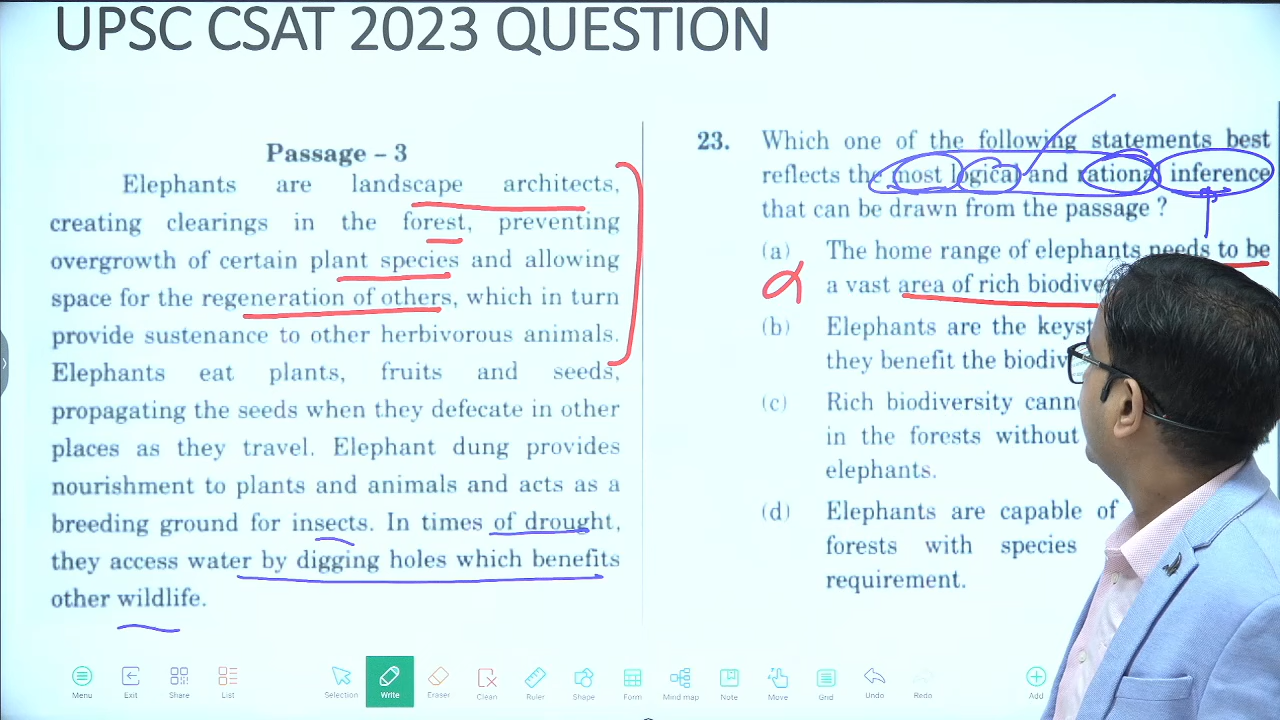 UPSC CSAT 2023 QUESTION
Passage – 3
Elephants are landscape architects,
creating clearings in the forest, preventing
overgrowth of certain plant species and allowing
space for the regeneration of others, which in turn
provide sustenance to other herbivorous animals.
Elephants eat plants, fruits and seeds,
propagating the seeds when they defecate in other
places as they travel. Elephant dung provides
nourishment to plants and animals and acts as a
breeding ground for insects. In times of drought,
they access water by digging holes which benefits
other wildlife.
23. Which one of the following statements best
reflects the most logical and rational inference
that can be drawn from the passage ?
(a) The home range of elephants needs to be
a vast area of rich
(b) Elephants are the
they benefit the
(c) Rich biodiversity
in the forests without
elephants.
(d) Elephants are capable of
forests with species
requirement.
Menu
Exit
Share
List
Selection
Write
Eraser
Clean
Ruler
Shape
Form
Mind map
Note
Move
Grid
Undo
Redo
Add